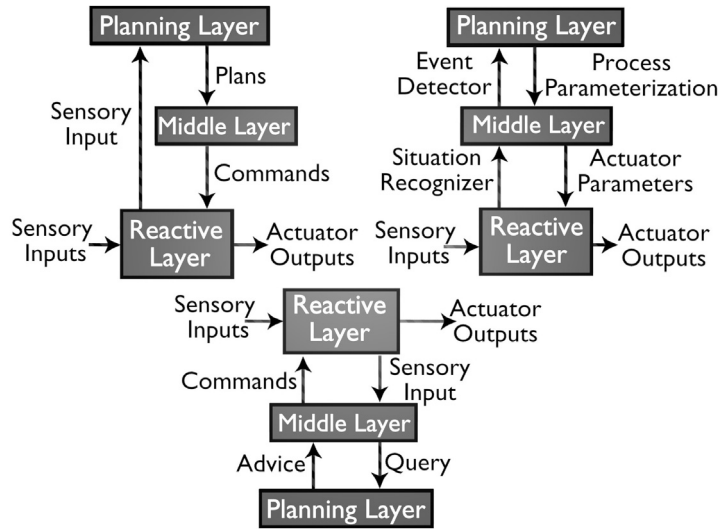 Planning Layer
Sensory
Input
Plans
Middle Layer
Commands
Sensory
Inputs
Reactive
Layer
Actuator
Outputs
Planning Layer
Event
Detector
Process
Parameterization
Middle Layer
Situation
Recognizer
Actuator
Parameters
Sensory
Inputs
Reactive
Layer
Actuator
Outputs
Sensory
Inputs
Reactive
Layer
Actuator
Outputs
Commands
Sensory
Input
Middle Layer
Advice
Query
Planning Layer